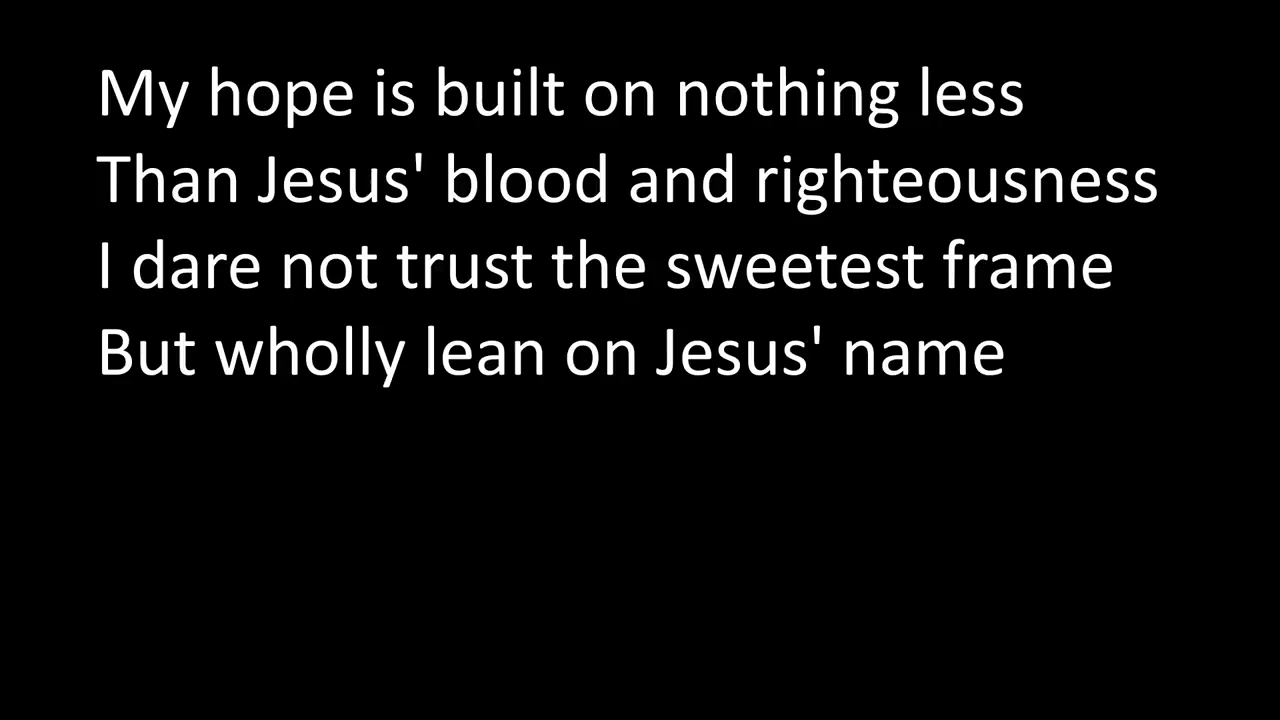 My hope is built on nothing less
Than Jesus' blood and righteousness
I dare not trust the sweetest frame
But wholly lean on Jesus' name